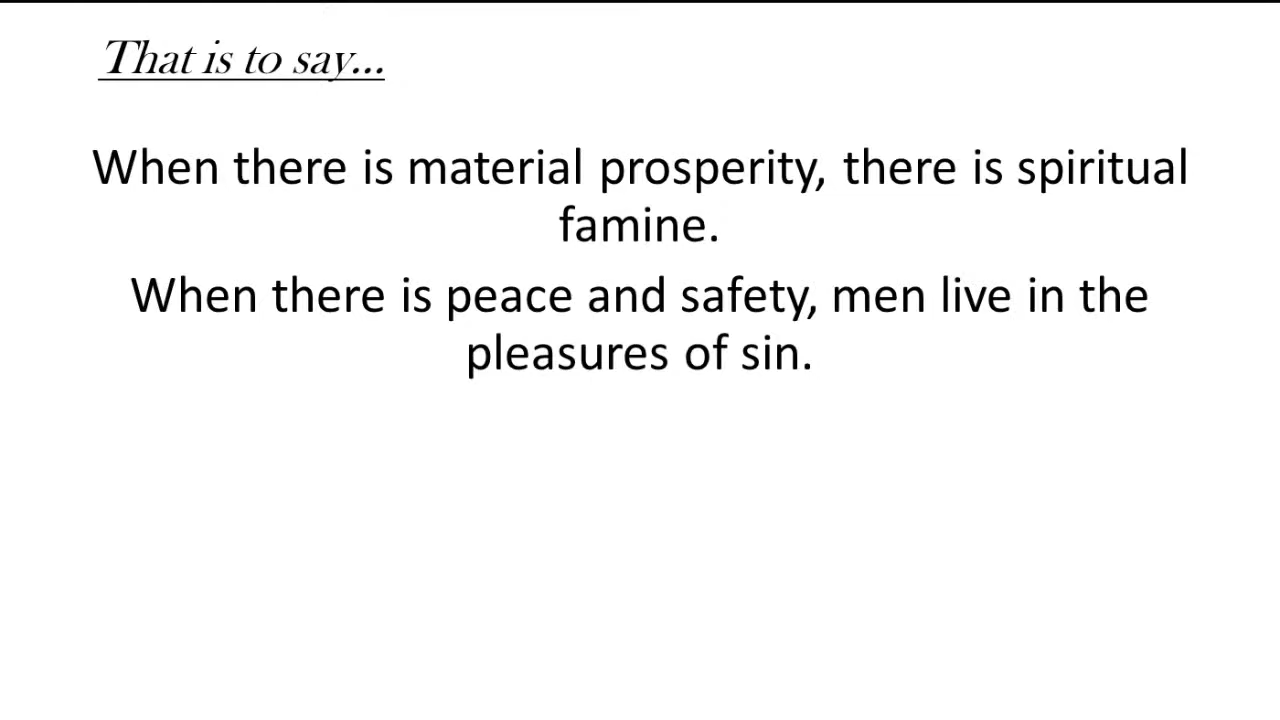 That is to say...
When there is material prosperity, there is spiritual
famine.
When there is peace and safety, men live in the
pleasures of sin.